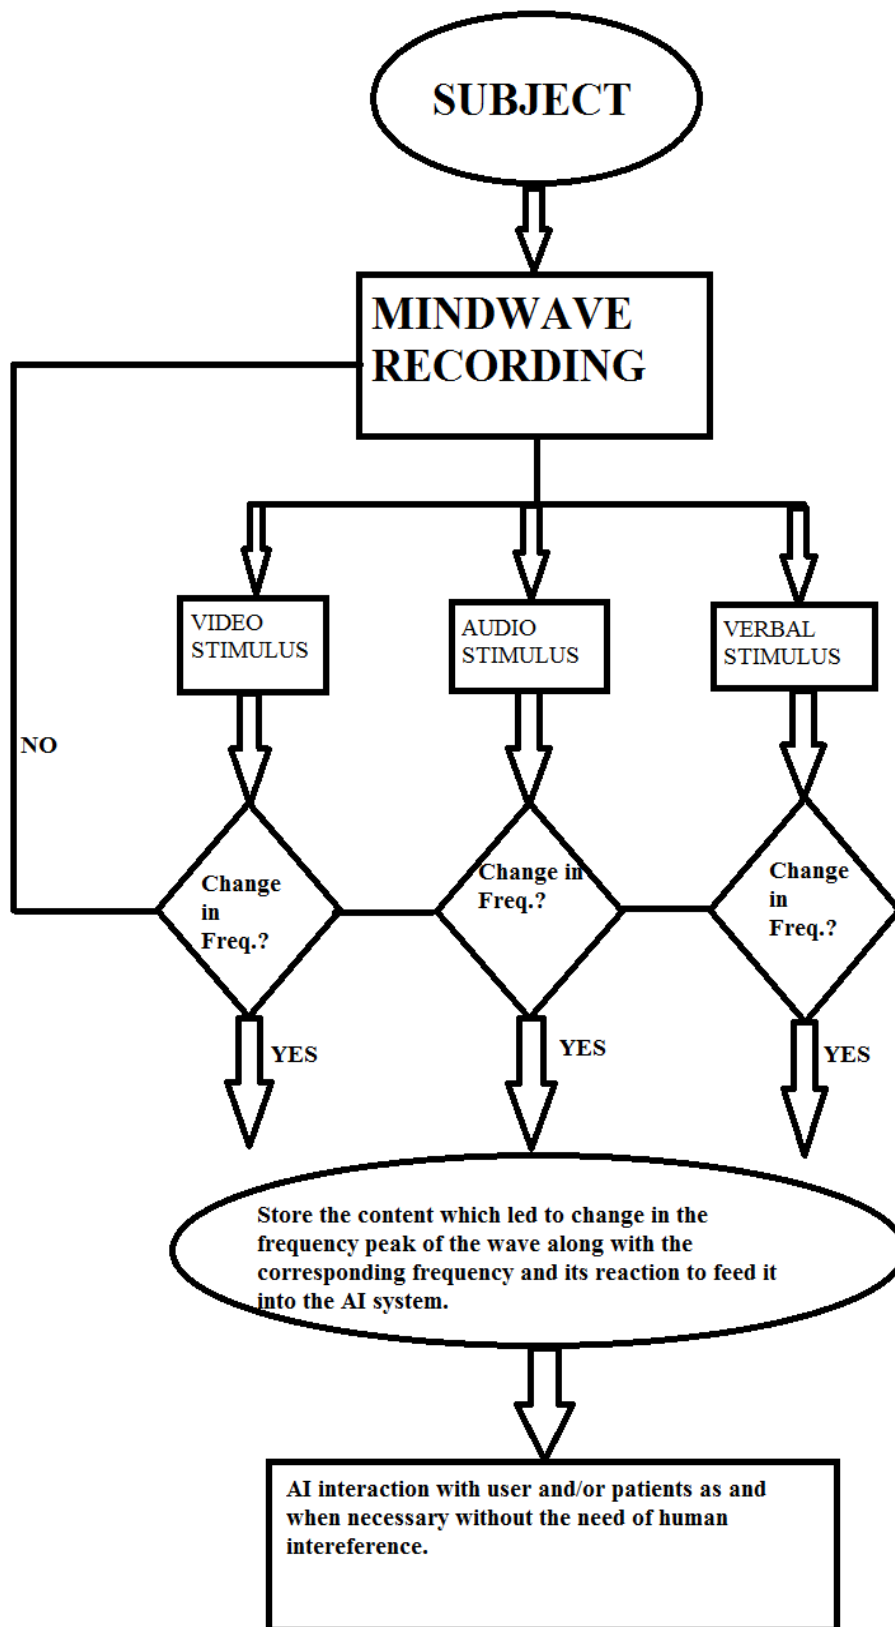 SUBJECT
MINDWAVE
RECORDING
VIDEO
STIMULUS
AUDIO
STIMULUS
VERBAL
STIMULUS
NO
Change
in
Freq.?
Change in
Freq.?
Change
in
Freq.?
YES
YES
YES
Store the content which led to change in the
frequency peak of the wave along with the
corresponding frequency and its reaction to feed it
into the AI system.
AI interaction with user and/or patients as and
when necessary without the need of human
intereference.